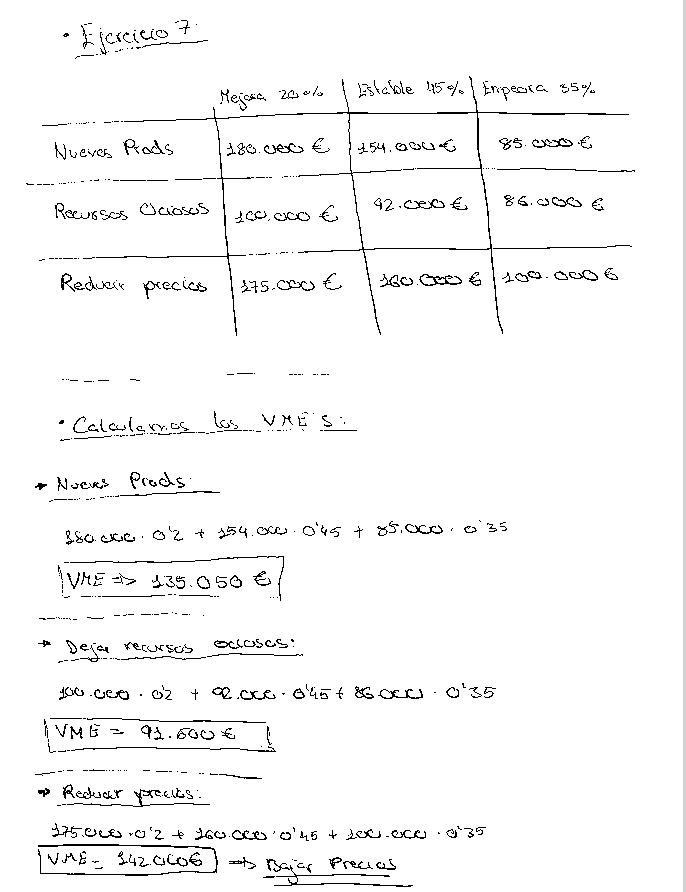 • Ejercicio 7:
Mejora 20% Estable 45% Empeora 35%
Nuevos Prods 180.000 € 154.000 € 85.000 €
Recursos Ociosos 100.000 € 92.000 € 86.000 €
Reducir precios 175.000 € 160.000 € 100.000 €
• Calculamos los VME'S:
→ Nuevos Prods:
180.000 · 0'2 + 154.000 · 0'45 + 85.000 · 0'35
VME => 135.050 €
→ Dejar recursos ociosos:
100.000 · 0'2 + 92.000 · 0'45 + 86.000 · 0'35
VME = 91.500 €
→ Reducir precios:
175.000 · 0'2 + 160.000 · 0'45 + 100.000 · 0'35
VME = 142.000€ => Bajar Precios